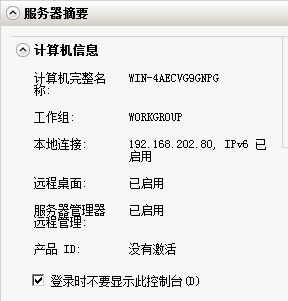 服务器摘要
计算机信息
计算机完整名 WIN-4AECVG9GNPG
称:
工作组: WORKGROUP
本地连接: 192.168.202.80, IPv6 已
启用
远程桌面: 已启用
服务器管理器 已启用
远程管理:
产品 ID: 没有激活
登录时不要显示此控制台(D)